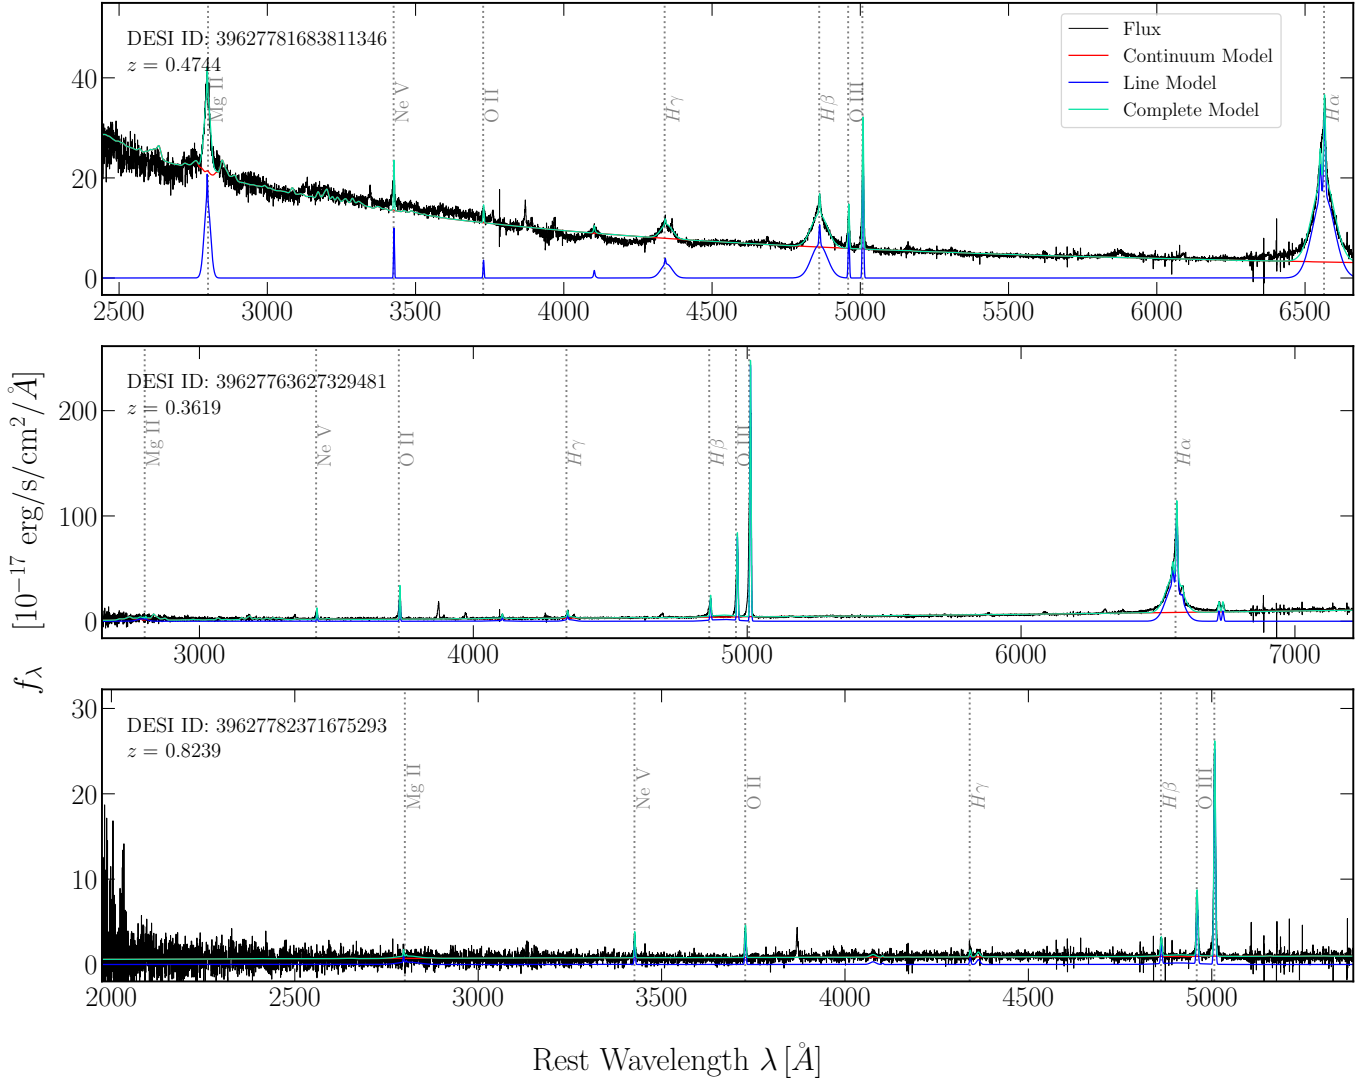 DESI ID: 39627781683811346
z = 0.4744
Mg II
Ne V
O II
Hγ
Hβ
O III
Hα
Flux
Continuum Model
Line Model
Complete Model
40
20
0
2500 3000 3500 4000 4500 5000 5500 6000 6500
DESI ID: 39627763627329481
z = 0.3619
Mg II
Ne V
O II
Hγ
Hβ
O III
Hα
200
100
0
3000 4000 5000 6000 7000
fλ [10⁻¹⁷ erg/s/cm²/Å]
DESI ID: 39627782371675293
z = 0.8239
Mg II
Ne V
O II
Hγ
Hβ
O III
30
20
10
0
2000 2500 3000 3500 4000 4500 5000
Rest Wavelength λ [Å]